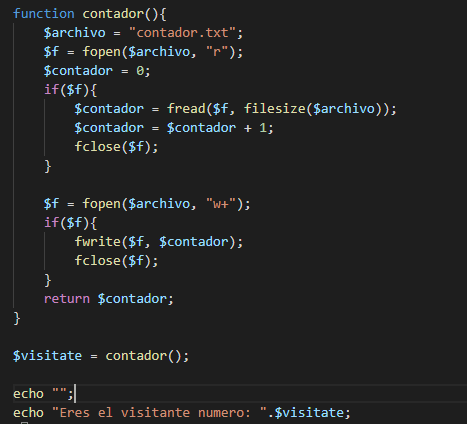 function contador(){
$archivo = "contador.txt";
$f = fopen($archivo, "r");
$contador = 0;
if($f){
$contador = fread($f, filesize($archivo));
$contador = $contador + 1;
fclose($f);
}
$f = fopen($archivo, "w+");
if($f){
fwrite($f, $contador);
fclose($f);
}
return $contador;
}
$visitate = contador();
echo "";
echo "Eres el visitante numero: ".$visitate;